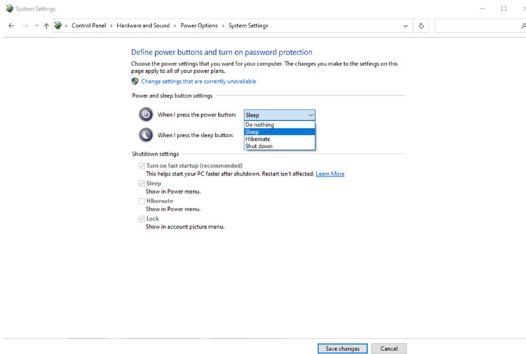 System Settings
Control Panel > Hardware and Sound > Power Options > System Settings
Define power buttons and turn on password protection
Choose the power settings that you want for your computer. The changes you make to the settings on this
page apply to all of your power plans.
Change settings that are currently unavailable
Power and sleep button settings
When I press the power button: Sleep
Do nothing
Sleep
Hibernate
When I press the sleep button:
Shut down
Shutdown settings
Turn on fast startup (recommended)
This helps start your PC faster after shutdown. Restart isn't affected. Learn More
Sleep
Show in Power menu.
Hibernate
Show in Power menu.
Lock
Show in account picture menu.
Save changes Cancel